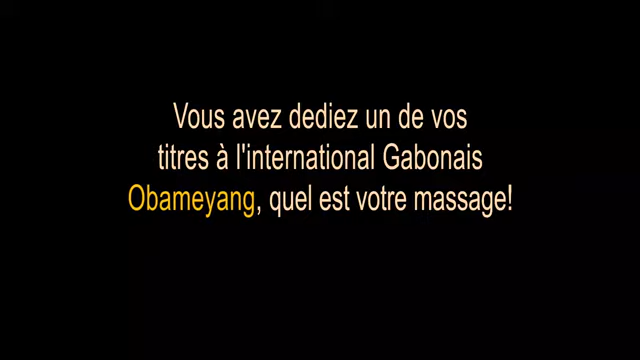 Vous avez dediez un de vos
titres à l'international Gabonais
Obameyang, quel est votre massage!